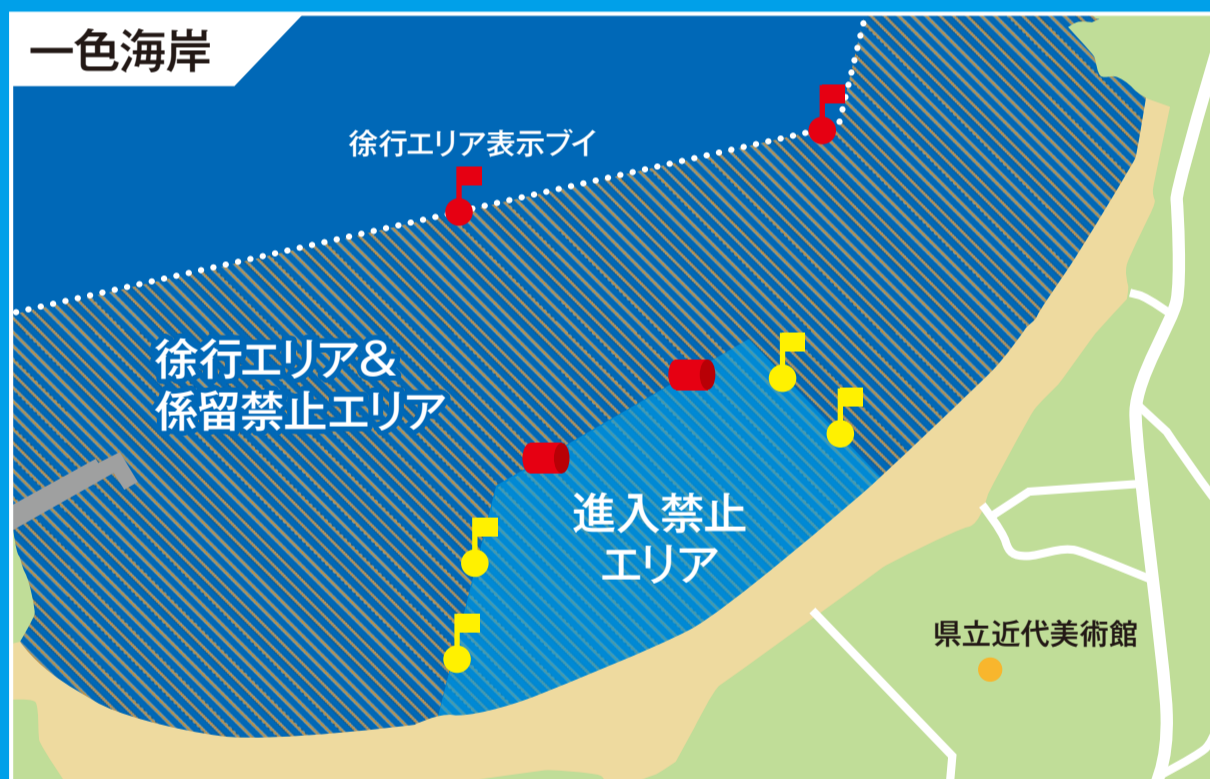 一色海岸
徐行エリア表示ブイ
徐行エリア&
係留禁止エリア
進入禁止
エリア
県立近代美術館